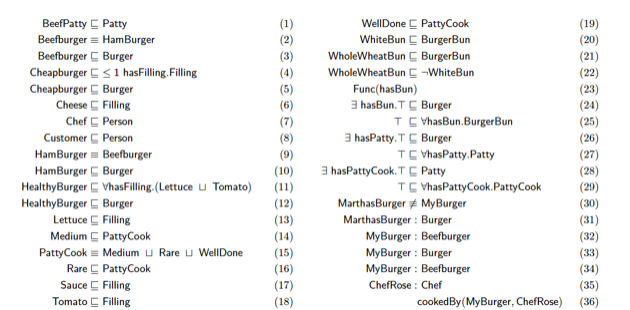 BeefPatty ⊑ Patty (1)
Beefburger ≡ HamBurger (2)
Beefburger ⊑ Burger (3)
Cheapburger ⊑ ≤ 1 hasFilling.Filling (4)
Cheapburger ⊑ Burger (5)
Cheese ⊑ Filling (6)
Chef ⊑ Person (7)
Customer ⊑ Person (8)
HamBurger ≡ Beefburger (9)
HamBurger ⊑ Burger (10)
HealthyBurger ⊑ ∀hasFilling.(Lettuce ⊔ Tomato) (11)
HealthyBurger ⊑ Burger (12)
Lettuce ⊑ Filling (13)
Medium ⊑ PattyCook (14)
PattyCook ≡ Medium ⊔ Rare ⊔ WellDone (15)
Rare ⊑ PattyCook (16)
Sauce ⊑ Filling (17)
Tomato ⊑ Filling (18)
WellDone ⊑ PattyCook (19)
WhiteBun ⊑ BurgerBun (20)
WholeWheatBun ⊑ BurgerBun (21)
WholeWheatBun ⊑ ¬WhiteBun (22)
Func(hasBun) (23)
∃ hasBun.⊤ ⊑ Burger (24)
⊤ ⊑ ∀hasBun.BurgerBun (25)
∃ hasPatty.⊤ ⊑ Burger (26)
⊤ ⊑ ∀hasPatty.Patty (27)
∃ hasPattyCook.⊤ ⊑ Patty (28)
⊤ ⊑ ∀hasPattyCook.PattyCook (29)
MarthasBurger ≢ MyBurger (30)
MarthasBurger : Burger (31)
MyBurger : Beefburger (32)
MyBurger : Burger (33)
MyBurger : Beefburger (34)
ChefRose : Chef (35)
cookedBy(MyBurger, ChefRose) (36)